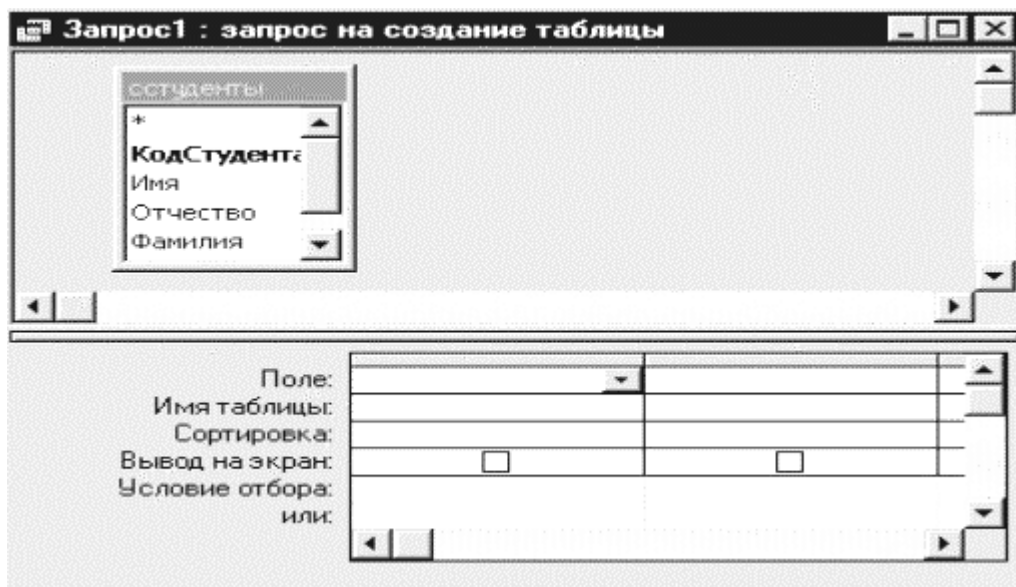 Запрос1 : запрос на создание таблицы
сстуденты
*
КодСтудента
Имя
Отчество
Фамилия
Поле:
Имя таблицы:
Сортировка:
Вывод на экран:
Условие отбора:
или: